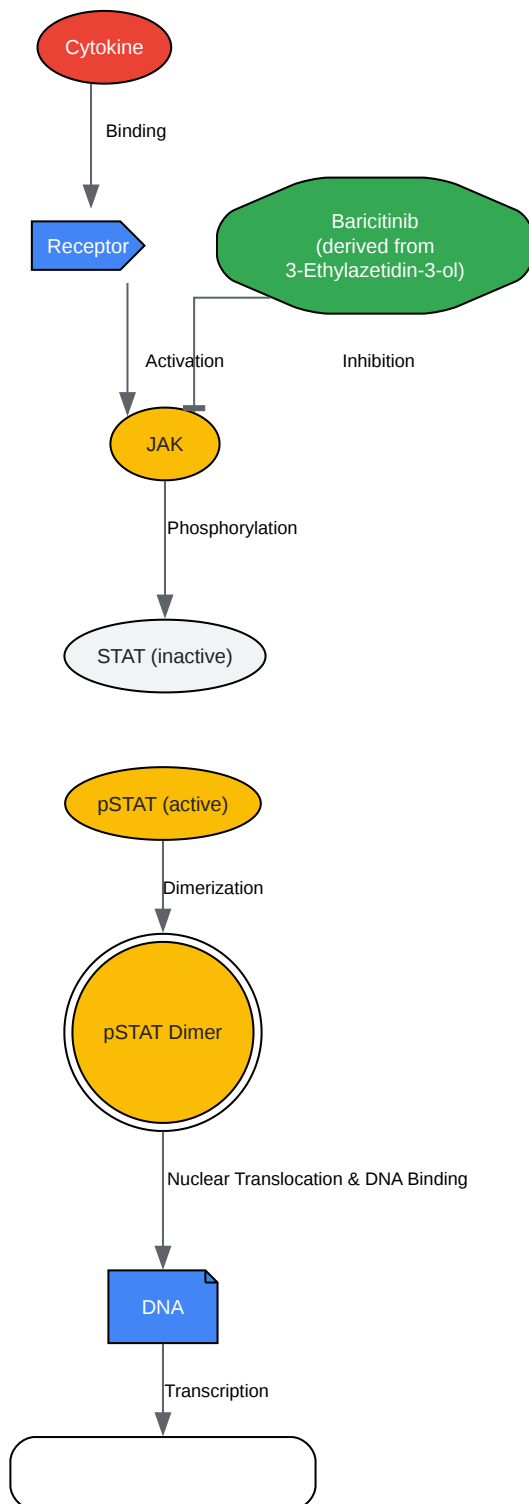 Cytokine
Binding
Receptor
Baricitinib
(derived from
3-Ethylazetidin-3-ol)
Activation
Inhibition
JAK
Phosphorylation
STAT (inactive)
pSTAT (active)
Dimerization
pSTAT Dimer
Nuclear Translocation & DNA Binding
DNA
Transcription